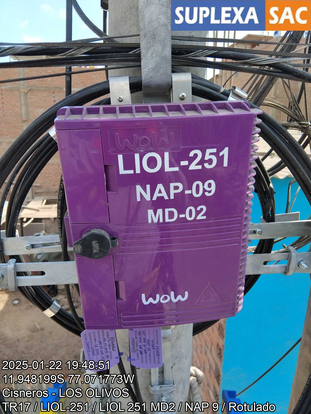 SUPLEXA SAC
WOW
LIOL-251
NAP-09
MD-02
WOW
2025-01-22 19:48:51
11.948199S 77.071773W
Cisneros - LOS OLIVOS
TR17 / LIOL-251 / LIOL 251 MD2 / NAP 9 / Rotulado